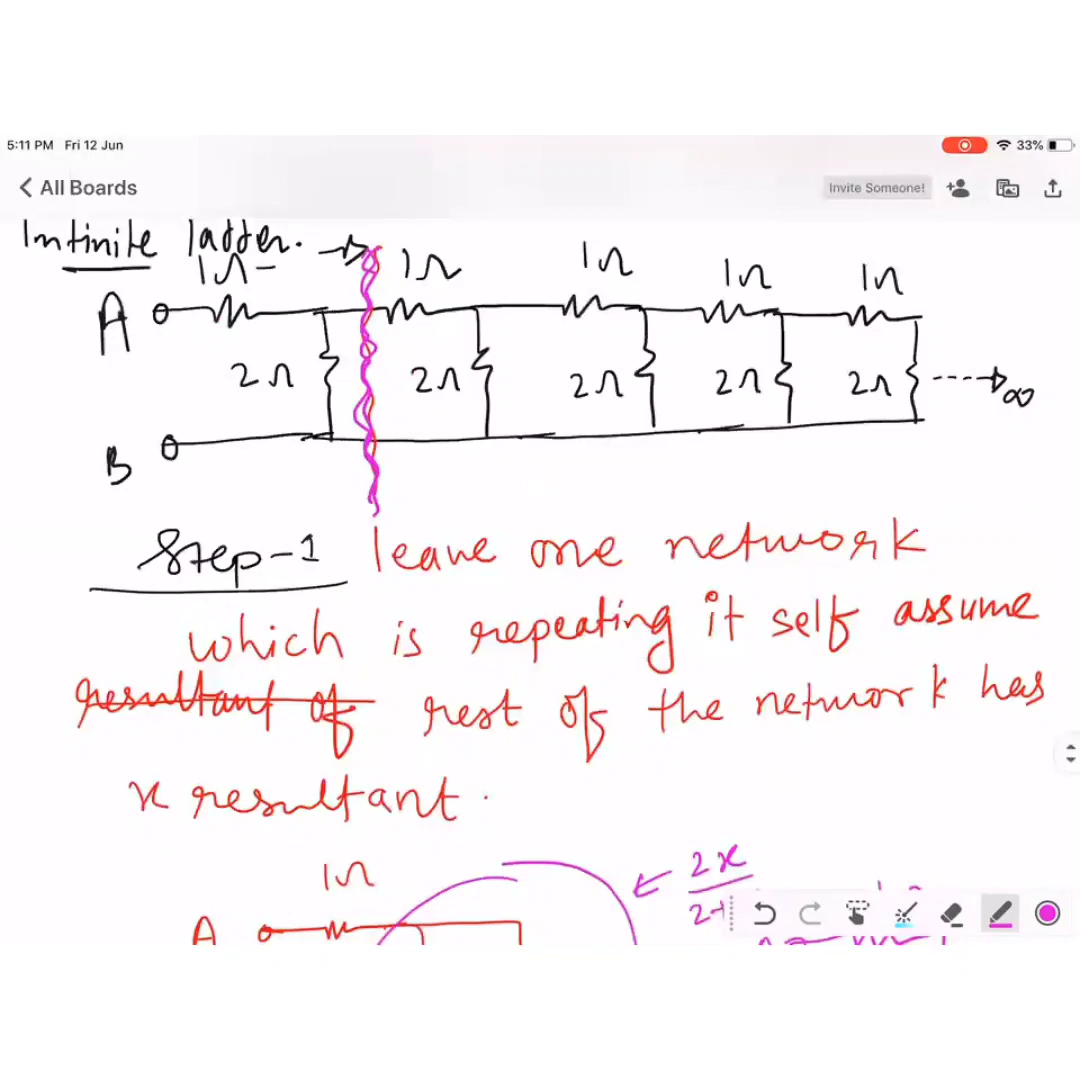 5:11 PM Fri 12 Jun
33%
All Boards
Invite Someone!
Infinite ladder.
1Ω 1Ω 1Ω 1Ω 1Ω
A
2Ω 2Ω 2Ω 2Ω 2Ω ∞
B
Step-1 leave one network
which is repeating it self assume
resultant of rest of the network has
x resultant.
1Ω
2x
2+
A